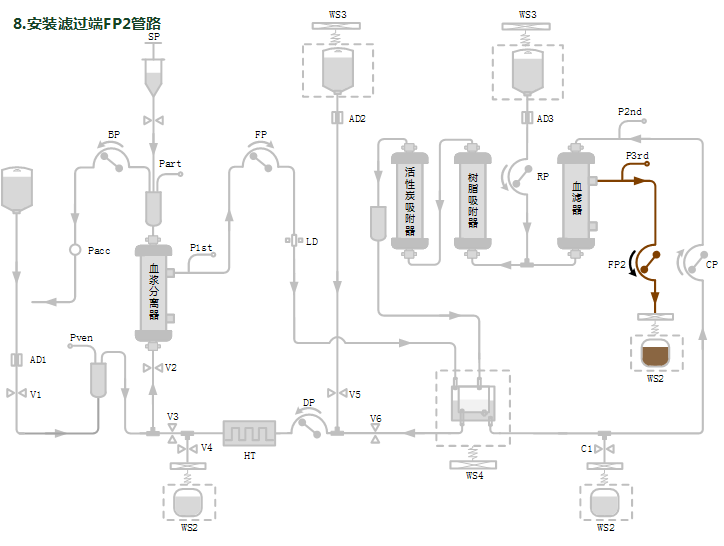 8.安装滤过端FP2管路
SP
WS3
WS3
AD2
AD3
P2nd
BP
FP
Part
P3rd
RP
活性炭吸附器
树脂吸附器
血滤器
Pacc
P1st
LD
FP2
CP
血浆分离器
Pven
AD1
V2
WS2
V1
V5
DP
V3
V6
V4
HT
WS4
C1
WS2
WS2